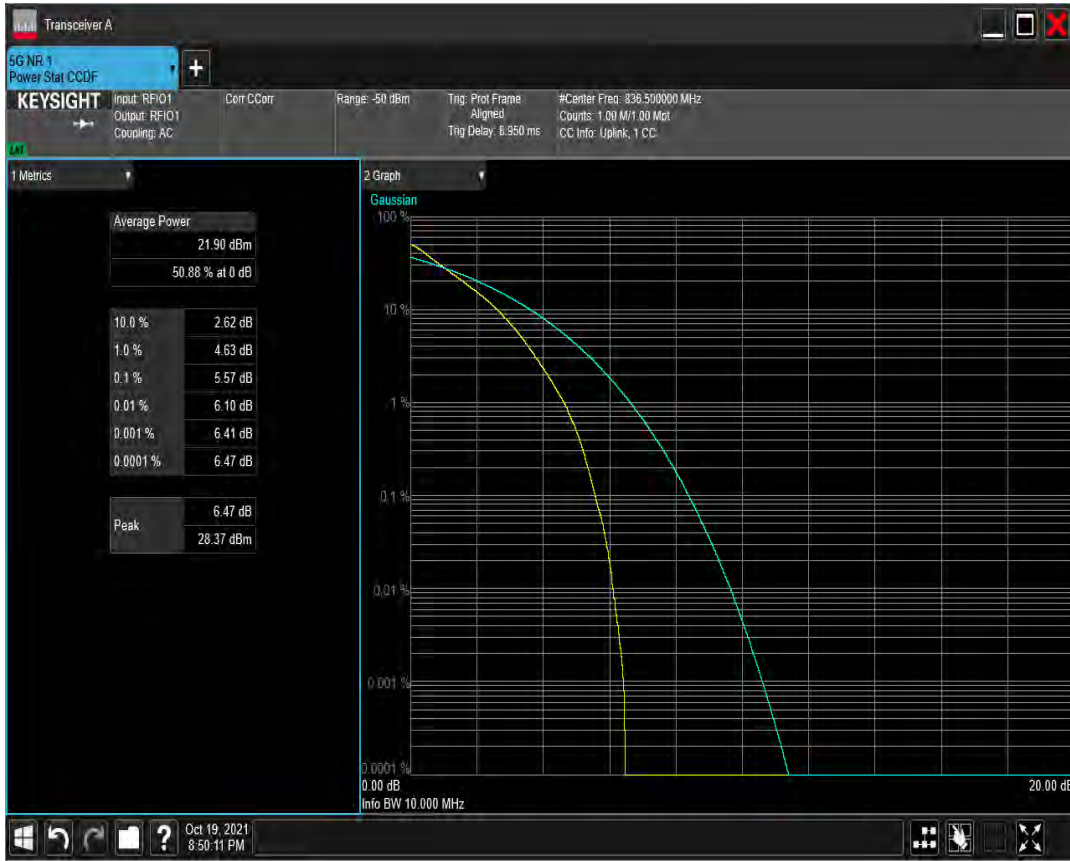 Transceiver A
5G NR 1
Power Stat CCDF
+
KEYSIGHT
Input: RFIO1
Output: RFIO1
Coupling: AC
Corr CCorr
Range: -50 dBm
Trig: Prot Frame
Aligned
Trig Delay: 8.950 ms
#Center Freq: 836.500000 MHz
Counts: 1.00 M/1.00 Mpt
CC Info: Uplink, 1 CC
LNT
1 Metrics
Average Power
21.90 dBm
50.88 % at 0 dB
10.0 % 2.62 dB
1.0 % 4.63 dB
0.1 % 5.57 dB
0.01 % 6.10 dB
0.001 % 6.41 dB
0.0001 % 6.47 dB
Peak
6.47 dB
28.37 dBm
2 Graph
Gaussian
100 %
10 %
1 %
0.1 %
0.01 %
0.001 %
0.0001 %
0.00 dB
20.00 dB
Info BW 10.000 MHz
?
Oct 19, 2021
8:50:11 PM